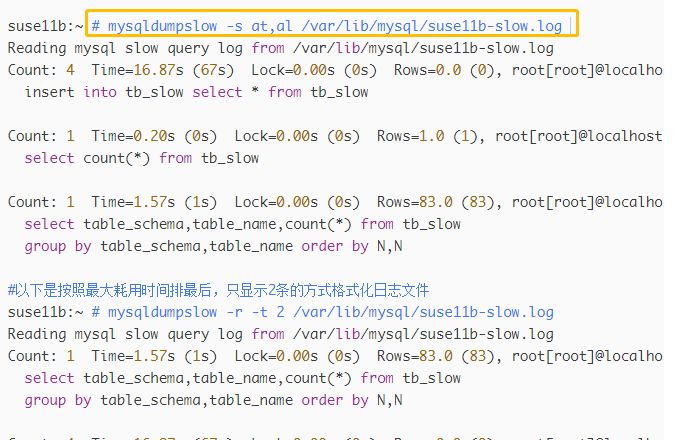 suse11b:~ # mysqldumpslow -s at,al /var/lib/mysql/suse11b-slow.log
Reading mysql slow query log from /var/lib/mysql/suse11b-slow.log
Count: 4  Time=16.87s (67s)  Lock=0.00s (0s)  Rows=0.0 (0), root[root]@localho
insert into tb_slow select * from tb_slow
Count: 1  Time=0.20s (0s)  Lock=0.00s (0s)  Rows=1.0 (1), root[root]@localhost
select count(*) from tb_slow
Count: 1  Time=1.57s (1s)  Lock=0.00s (0s)  Rows=83.0 (83), root[root]@localho
select table_schema,table_name,count(*) from tb_slow
group by table_schema,table_name order by N,N
#以下是按照最大耗用时间排最后，只显示2条的方式格式化日志文件
suse11b:~ # mysqldumpslow -r -t 2 /var/lib/mysql/suse11b-slow.log
Reading mysql slow query log from /var/lib/mysql/suse11b-slow.log
Count: 1  Time=1.57s (1s)  Lock=0.00s (0s)  Rows=83.0 (83), root[root]@localho
select table_schema,table_name,count(*) from tb_slow
group by table_schema,table_name order by N,N